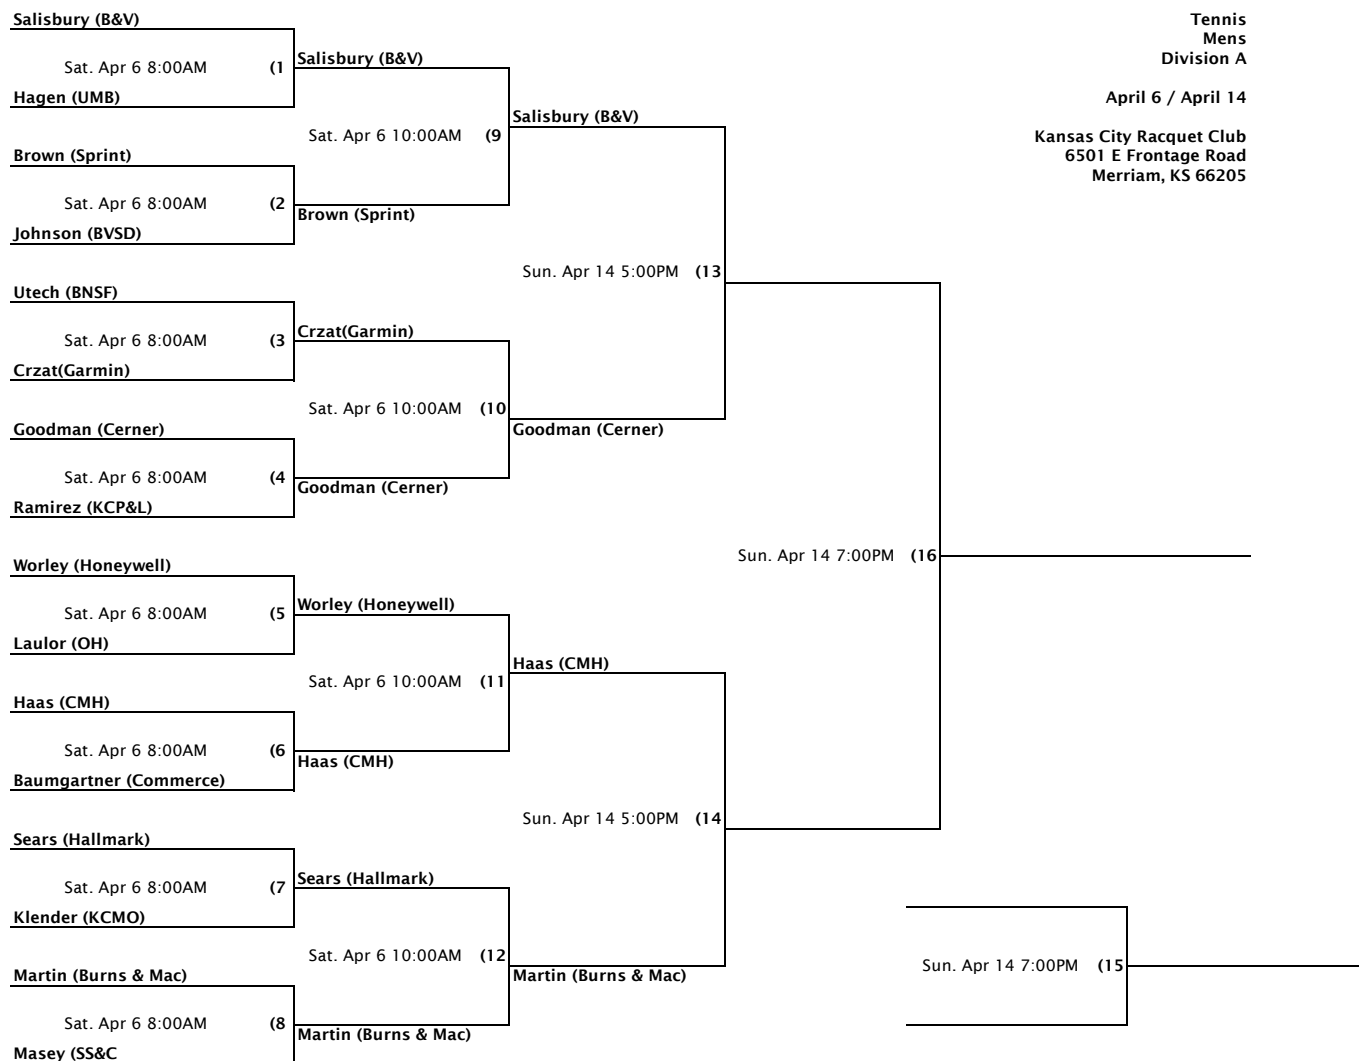 Salisbury (B&V)
Sat. Apr 6 8:00AM (1
Hagen (UMB)
Brown (Sprint)
Sat. Apr 6 8:00AM (2
Johnson (BVSD)
Utech (BNSF)
Sat. Apr 6 8:00AM (3
Crzat(Garmin)
Goodman (Cerner)
Sat. Apr 6 8:00AM (4
Ramirez (KCP&L)
Worley (Honeywell)
Sat. Apr 6 8:00AM (5
Laulor (OH)
Haas (CMH)
Sat. Apr 6 8:00AM (6
Baumgartner (Commerce)
Sears (Hallmark)
Sat. Apr 6 8:00AM (7
Klender (KCMO)
Martin (Burns & Mac)
Sat. Apr 6 8:00AM (8
Masey (SS&C
Salisbury (B&V)
Sat. Apr 6 10:00AM (9
Brown (Sprint)
Crzat(Garmin)
Sat. Apr 6 10:00AM (10
Goodman (Cerner)
Worley (Honeywell)
Sat. Apr 6 10:00AM (11
Haas (CMH)
Sears (Hallmark)
Sat. Apr 6 10:00AM (12
Martin (Burns & Mac)
Salisbury (B&V)
Sun. Apr 14 5:00PM (13
Goodman (Cerner)
Haas (CMH)
Sun. Apr 14 5:00PM (14
Martin (Burns & Mac)
Sun. Apr 14 7:00PM (16
Sun. Apr 14 7:00PM (15
Tennis
Mens
Division A
April 6 / April 14
Kansas City Racquet Club
6501 E Frontage Road
Merriam, KS 66205